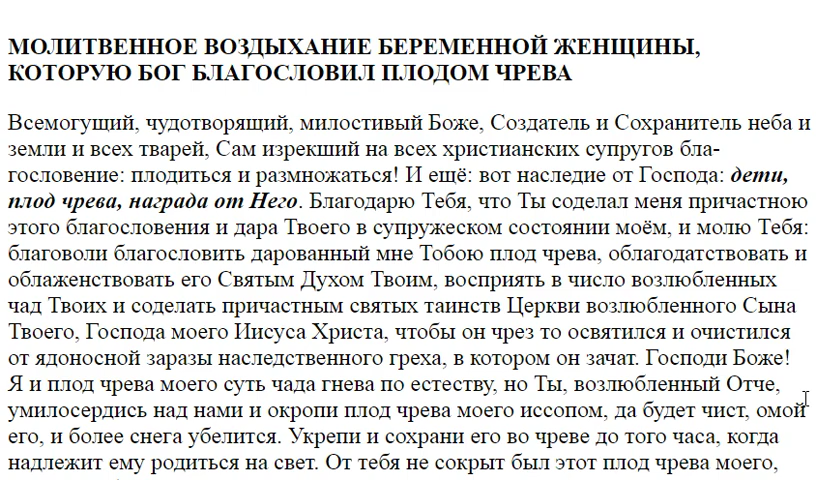 МОЛИТВЕННОЕ ВОЗДЫХАНИЕ БЕРЕМЕННОЙ ЖЕНЩИНЫ,
КОТОРУЮ БОГ БЛАГОСЛОВИЛ ПЛОДОМ ЧРЕВА
Всемогущий, чудотворящий, милостивый Боже, Создатель и Сохранитель неба и
земли и всех тварей, Сам изрекший на всех христианских супругов бла-
гословение: плодиться и размножаться! И ещё: вот наследие от Господа: дети,
плод чрева, награда от Него. Благодарю Тебя, что Ты соделал меня причастною
этого благословения и дара Твоего в супружеском состоянии моём, и молю Тебя:
благоволи благословить дарованный мне Тобою плод чрева, облагодатствовать и
облаженствовать его Святым Духом Твоим, восприять в число возлюбленных
чад Твоих и соделать причастным святых таинств Церкви возлюбленного Сына
Твоего, Господа моего Иисуса Христа, чтобы он чрез то освятился и очистился
от ядоносной заразы наследственного греха, в котором он зачат. Господи Боже!
Я и плод чрева моего суть чада гнева по естеству, но Ты, возлюбленный Отче,
умилосердись над нами и окропи плод чрева моего иссопом, да будет чист, омой
его, и более снега убелится. Укрепи и сохрани его во чреве до того часа, когда
надлежит ему родиться на свет. От тебя не сокрыт был этот плод чрева моего,